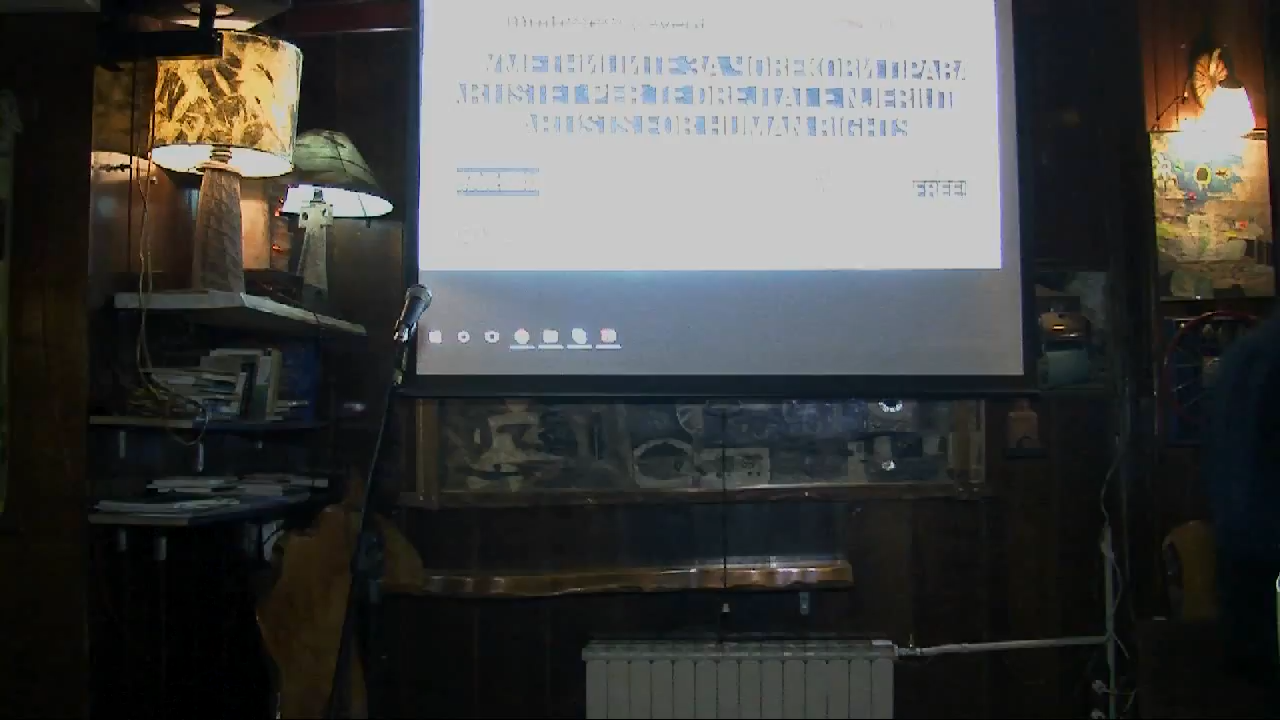 УМЕТНИЦИТЕ ЗА ЧОВЕКОВИ ПРАВА
ARTISTET PER TE DREJTAT E NJERIUT
ARTISTS FOR HUMAN RIGHTS
FREE!